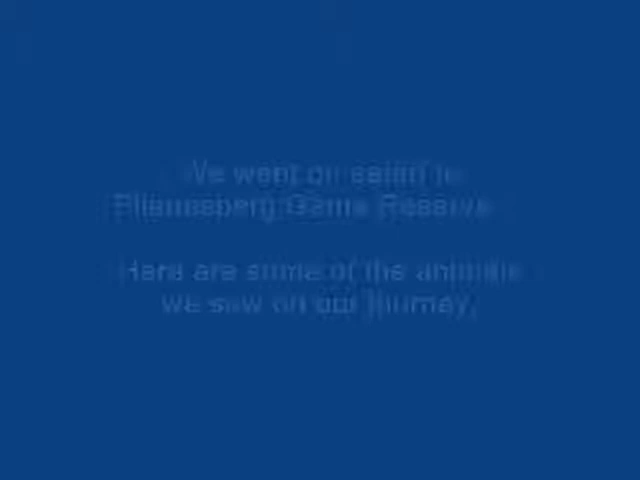 We went on safari to
Pilanesberg Game Reserve
Here are some of the animals
we saw on our journey.